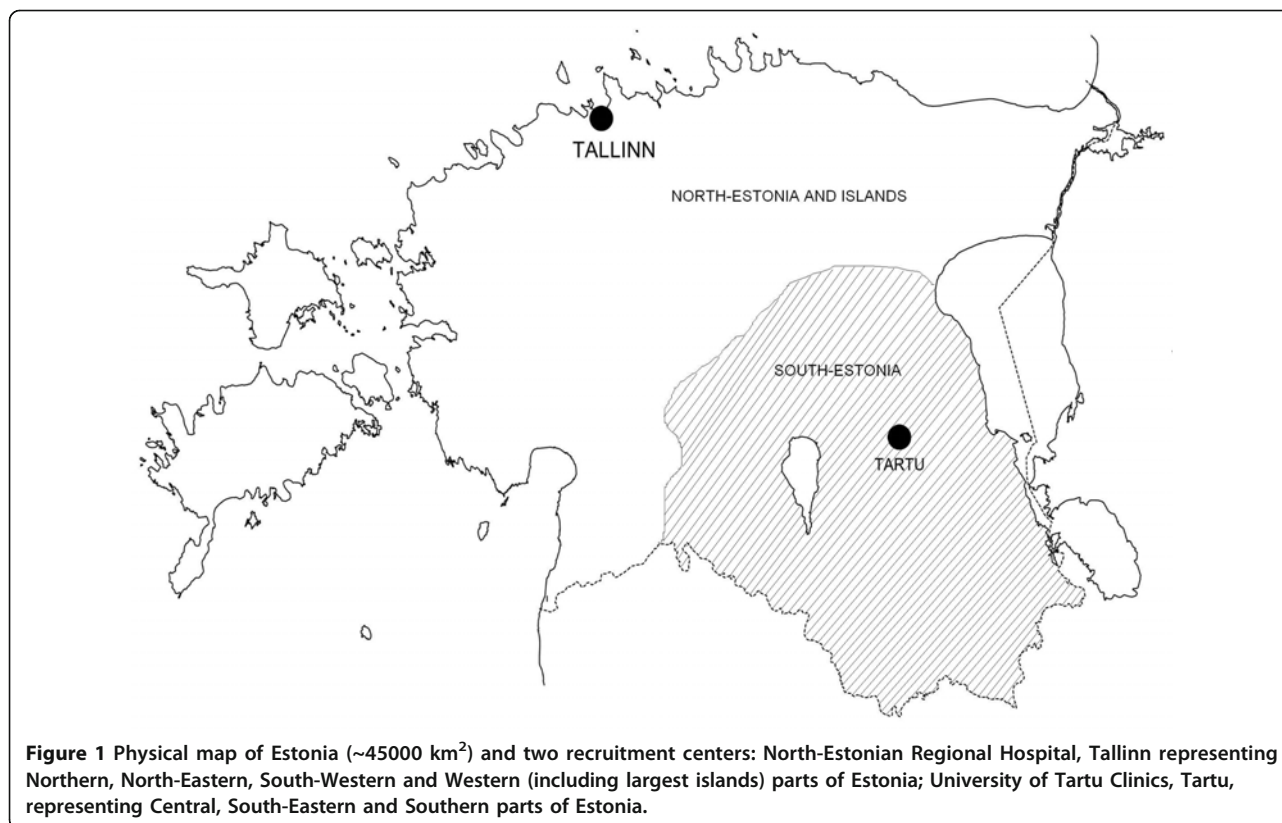 TALLINN
NORTH-ESTONIA AND ISLANDS
SOUTH-ESTONIA
TARTU
Figure 1 Physical map of Estonia (~45000 km²) and two recruitment centers: North-Estonian Regional Hospital, Tallinn representing
Northern, North-Eastern, South-Western and Western (including largest islands) parts of Estonia; University of Tartu Clinics, Tartu,
representing Central, South-Eastern and Southern parts of Estonia.